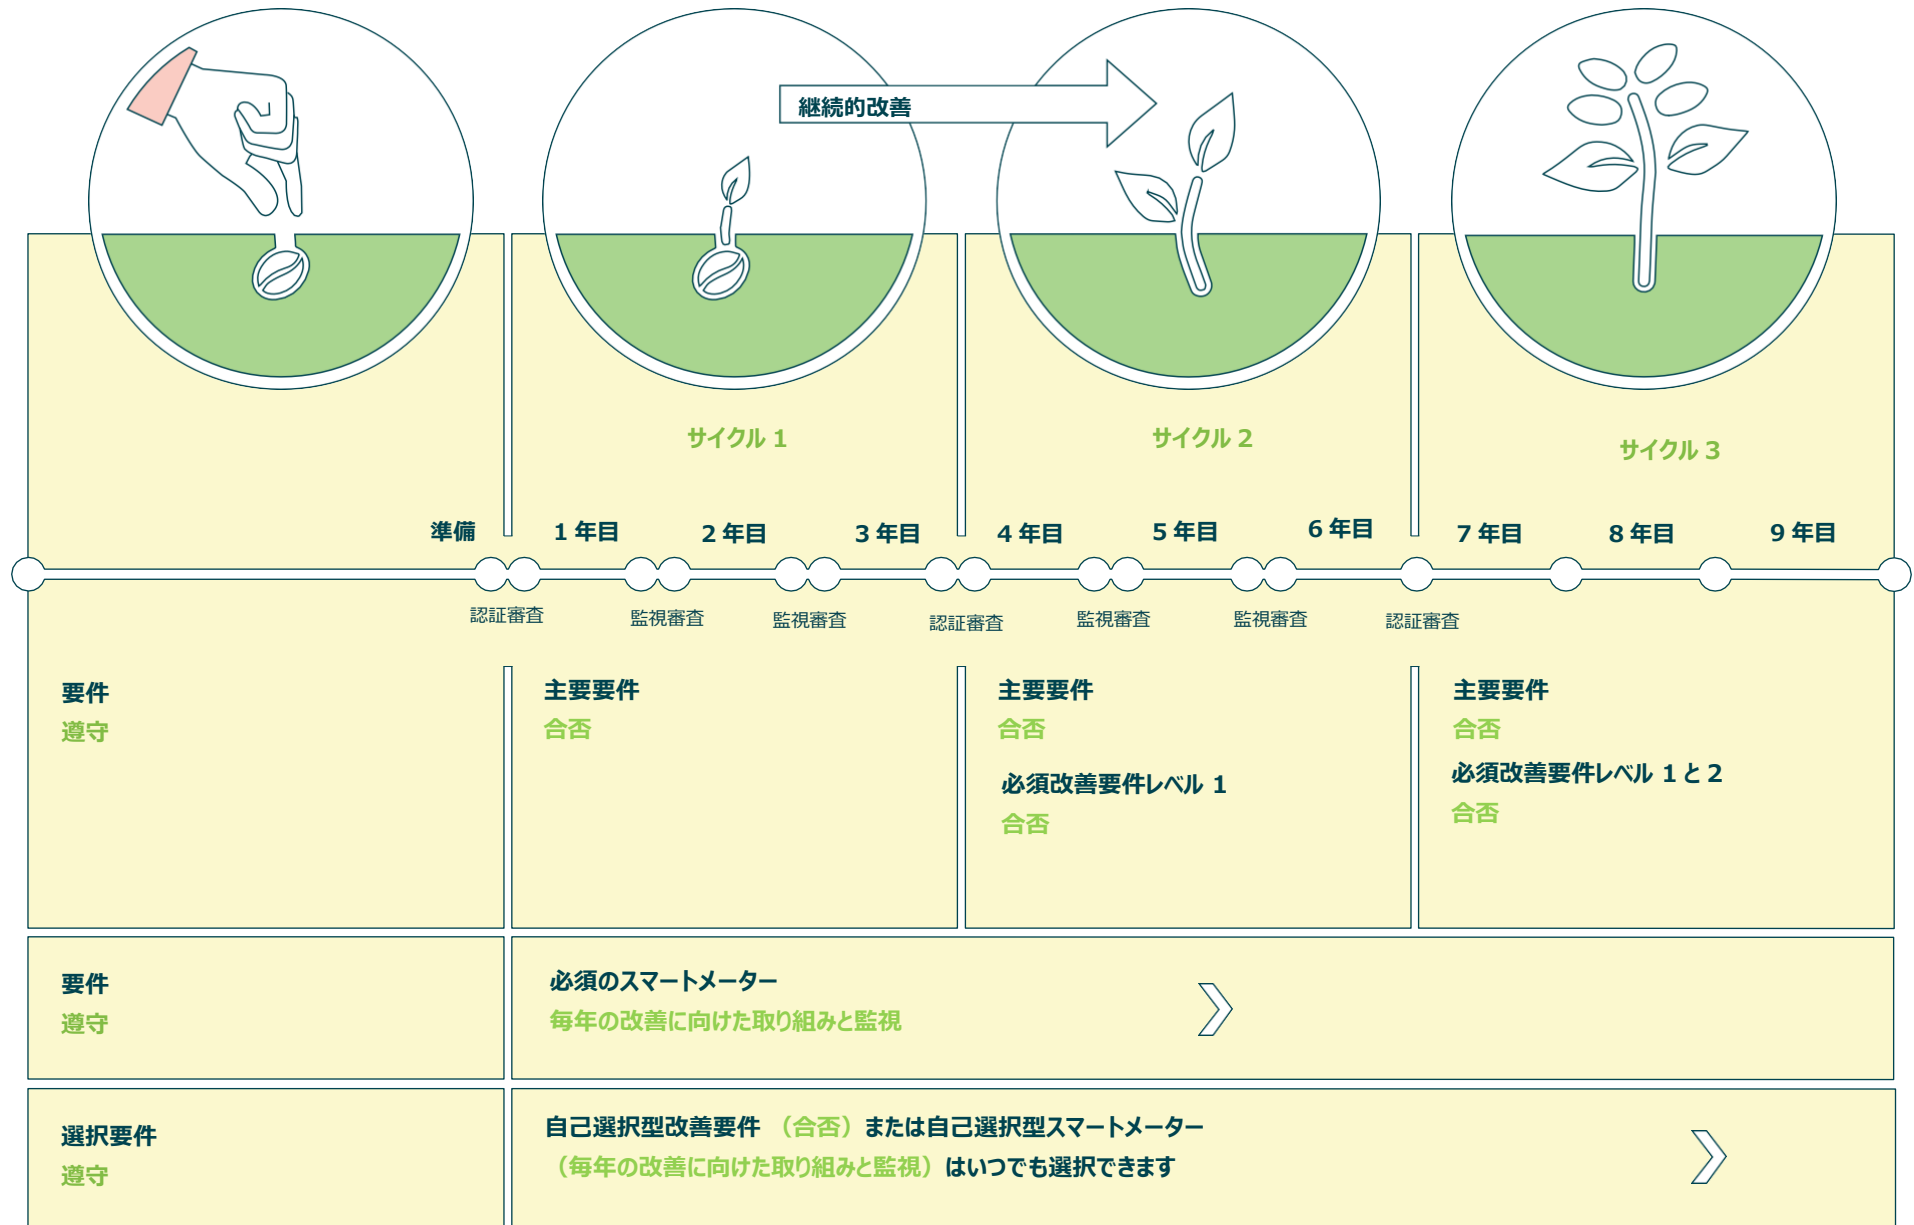 継続的改善
サイクル 1
サイクル 2
サイクル 3
準備
1 年目
2 年目
3 年目
4 年目
5 年目
6 年目
7 年目
8 年目
9 年目
認証審査
監視審査
監視審査
認証審査
監視審査
監視審査
認証審査
要件
遵守
主要要件
合否
主要要件
合否
必須改善要件レベル 1
合否
主要要件
合否
必須改善要件レベル 1 と 2
合否
要件
遵守
必須のスマートメーター
毎年の改善に向けた取り組みと監視
選択要件
遵守
自己選択型改善要件 （合否）または自己選択型スマートメーター
（毎年の改善に向けた取り組みと監視）はいつでも選択できます